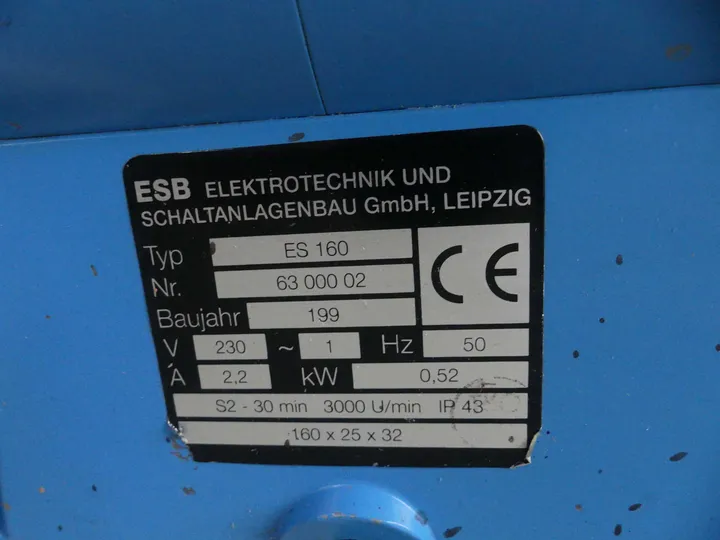 ESB ELEKTROTECHNIK UND
SCHALTANLAGENBAU GmbH, LEIPZIG
Typ ES 160
Nr. 63 000 02
CE
Baujahr 199
V 230 ~ 1 Hz 50
A 2,2 kW 0,52
S2 - 30 min 3000 U/min IP 43
160 x 25 x 32